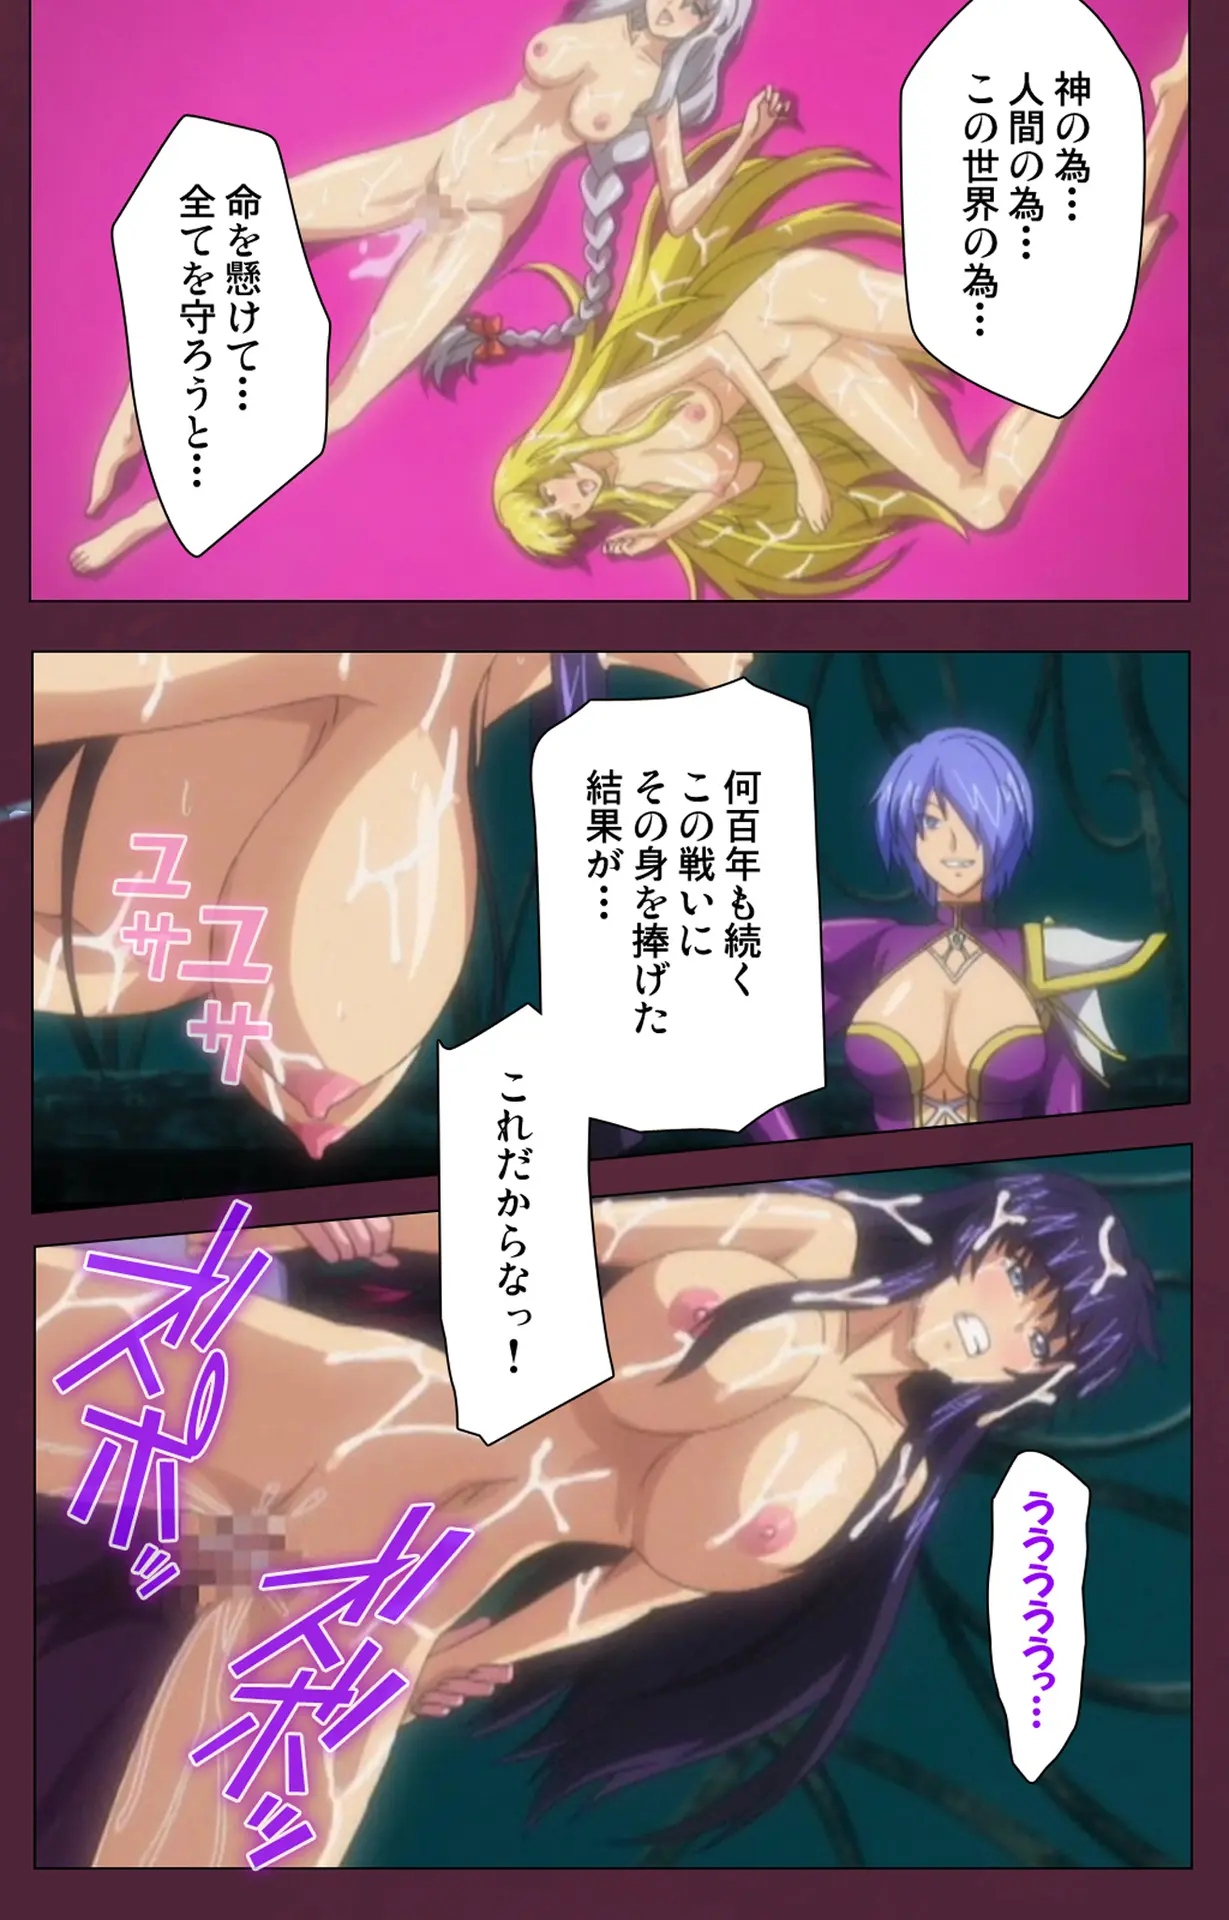 神の為…
人間の為…
この世界の為…
命を懸けて…
全てを守ろうと…
何百年も続く
この戦いに
その身を捧げた
結果が…
これだからなっ！
ユサ
ユサ
ズポッ
ズボッ
うううううっ…